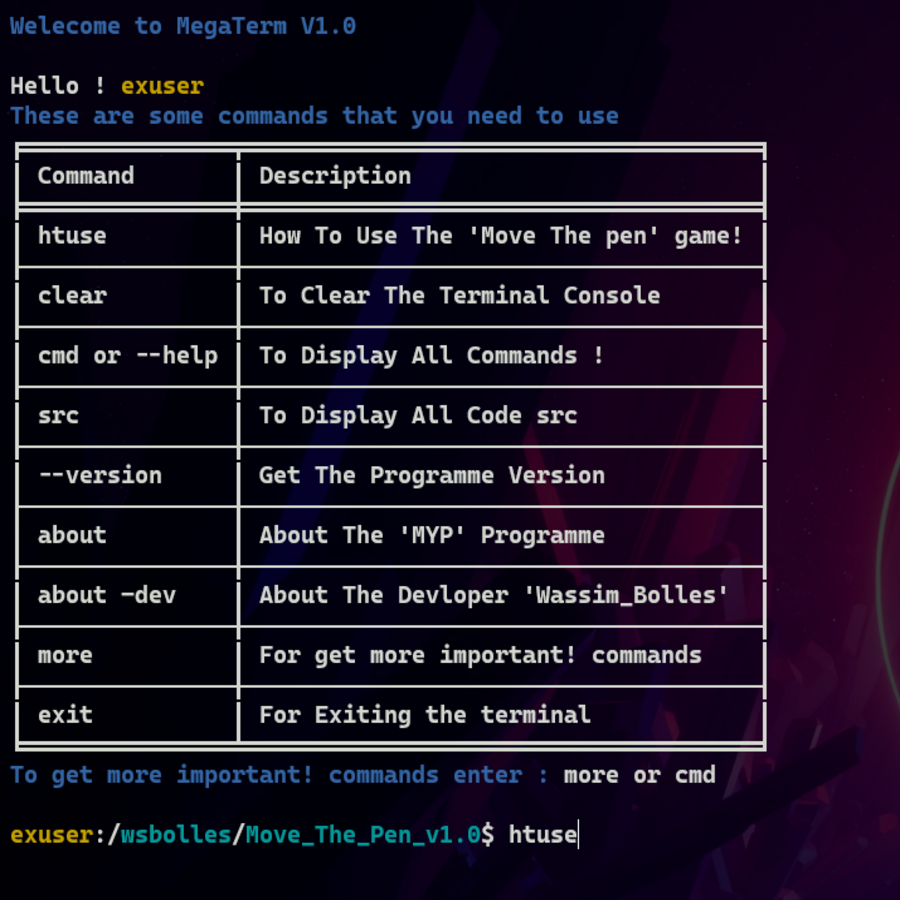 Welecome to MegaTerm V1.0
Hello ! exuser
These are some commands that you need to use
Command Description
htuse How To Use The 'Move The pen' game!
clear To Clear The Terminal Console
cmd or --help To Display All Commands !
src To Display All Code src
--version Get The Programme Version
about About The 'MYP' Programme
about -dev About The Devloper 'Wassim_Bolles'
more For get more important! commands
exit For Exiting the terminal
To get more important! commands enter : more or cmd
exuser:/wsbolles/Move_The_Pen_v1.0$ htuse